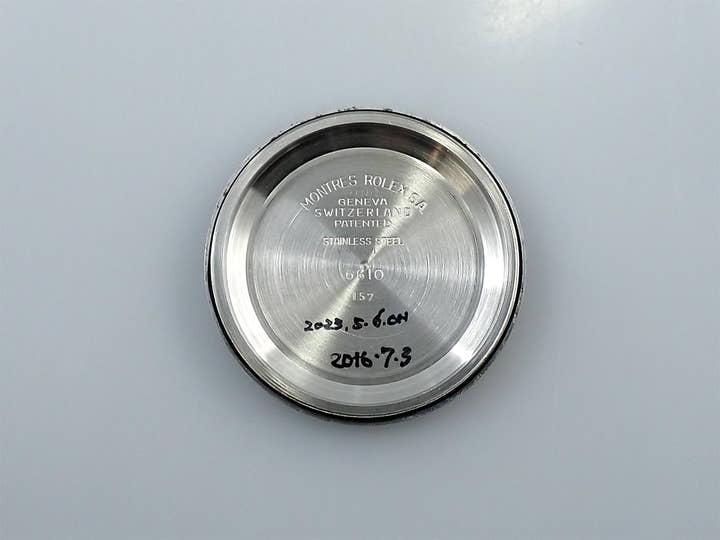 MONTRES ROLEX S.A.
GENEVA
SWITZERLAND
PATENTED
STAINLESS STEEL
6610
157
2023.5.6.OH
2016.7.3